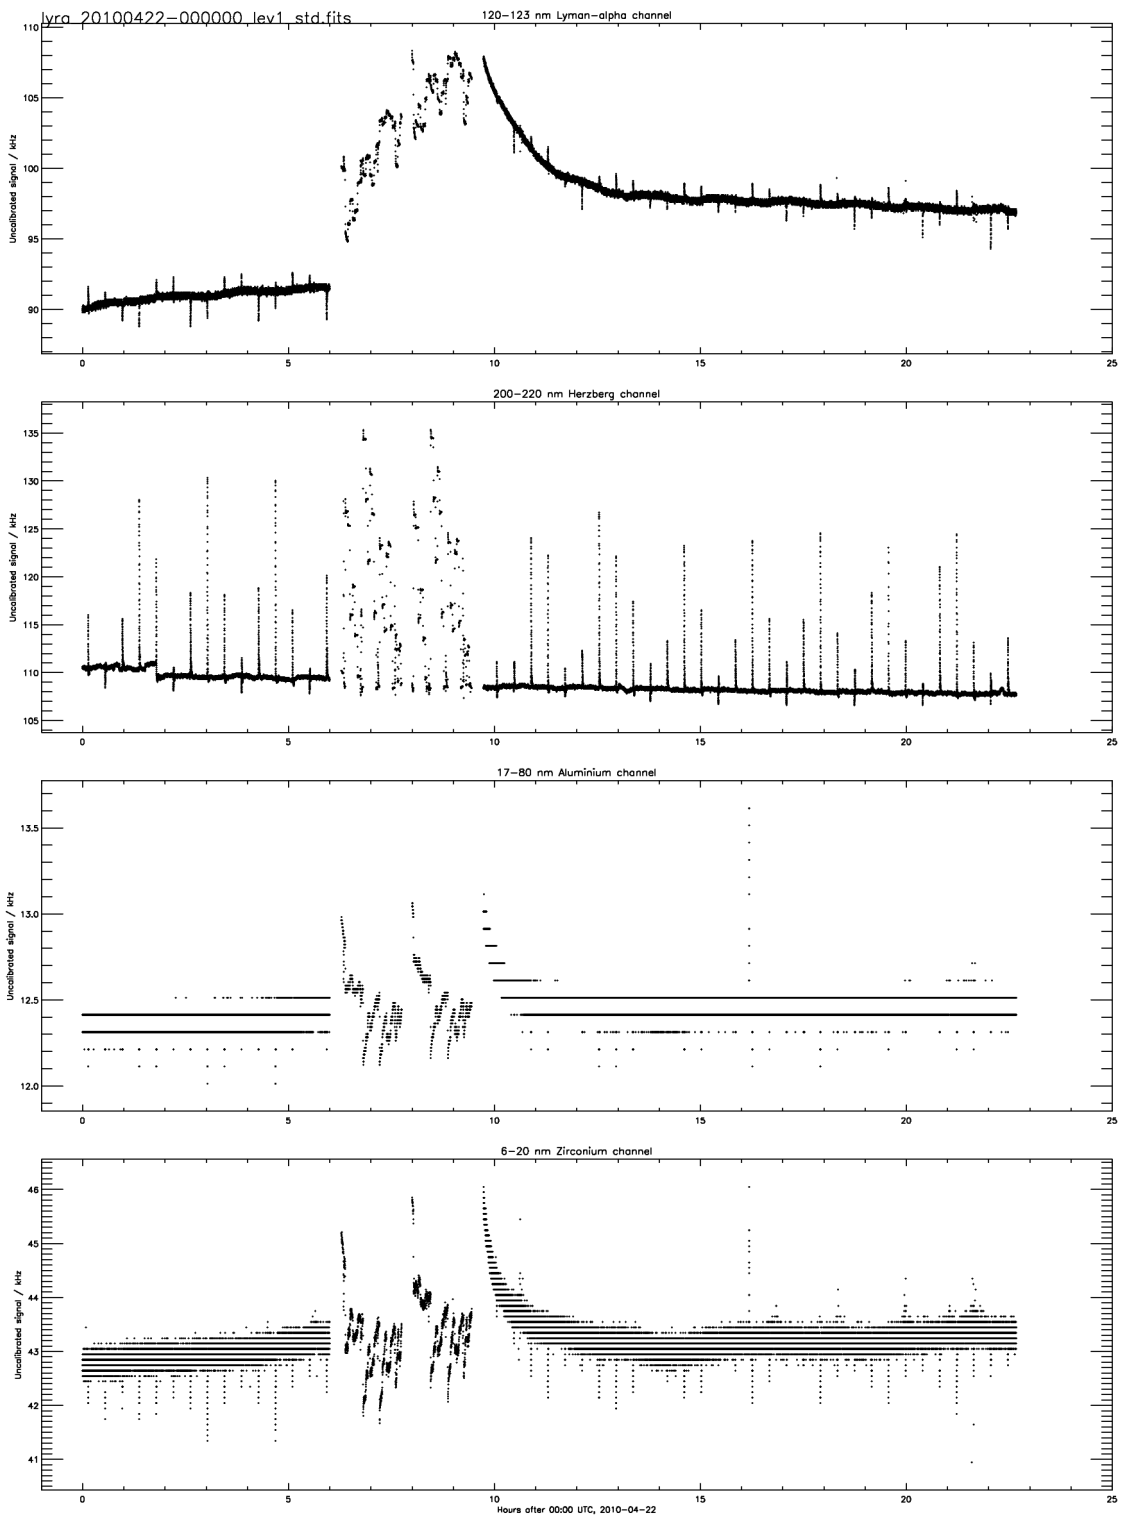 lyra_20100422-000000_lev1_std.fits
120-123 nm Lyman-alpha channel
110
105
100
95
90
Uncalibrated signal / kHz
0 5 10 15 20 25
200-220 nm Herzberg channel
135
130
125
120
115
110
105
Uncalibrated signal / kHz
0 5 10 15 20 25
17-80 nm Aluminium channel
13.5
13.0
12.5
12.0
Uncalibrated signal / kHz
0 5 10 15 20 25
6-20 nm Zirconium channel
46
45
44
43
42
41
Uncalibrated signal / kHz
0 5 10 15 20 25
Hours after 00:00 UTC, 2010-04-22